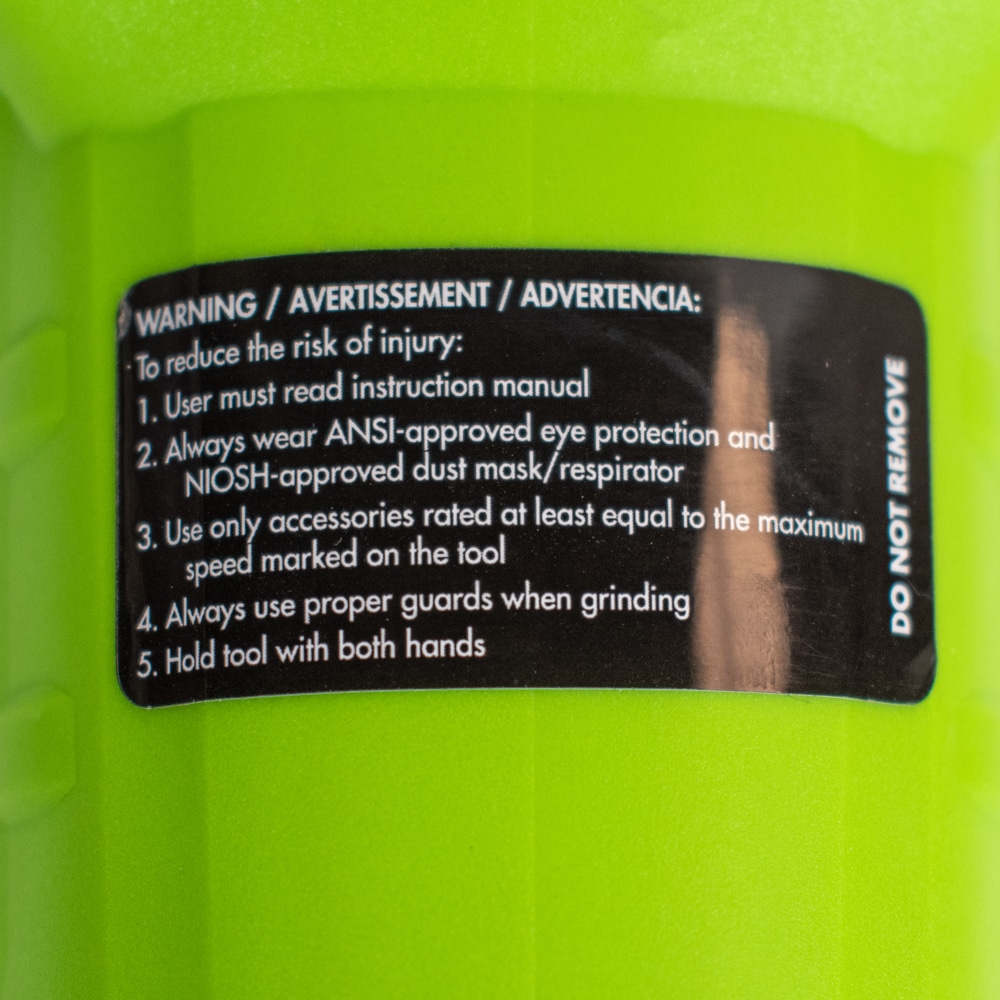 WARNING / AVERTISSEMENT / ADVERTENCIA:
To reduce the risk of injury:
1. User must read instruction manual
2. Always wear ANSI-approved eye protection and
NIOSH-approved dust mask/respirator
3. Use only accessories rated at least equal to the maximum
speed marked on the tool
4. Always use proper guards when grinding
5. Hold tool with both hands
DO NOT REMOVE